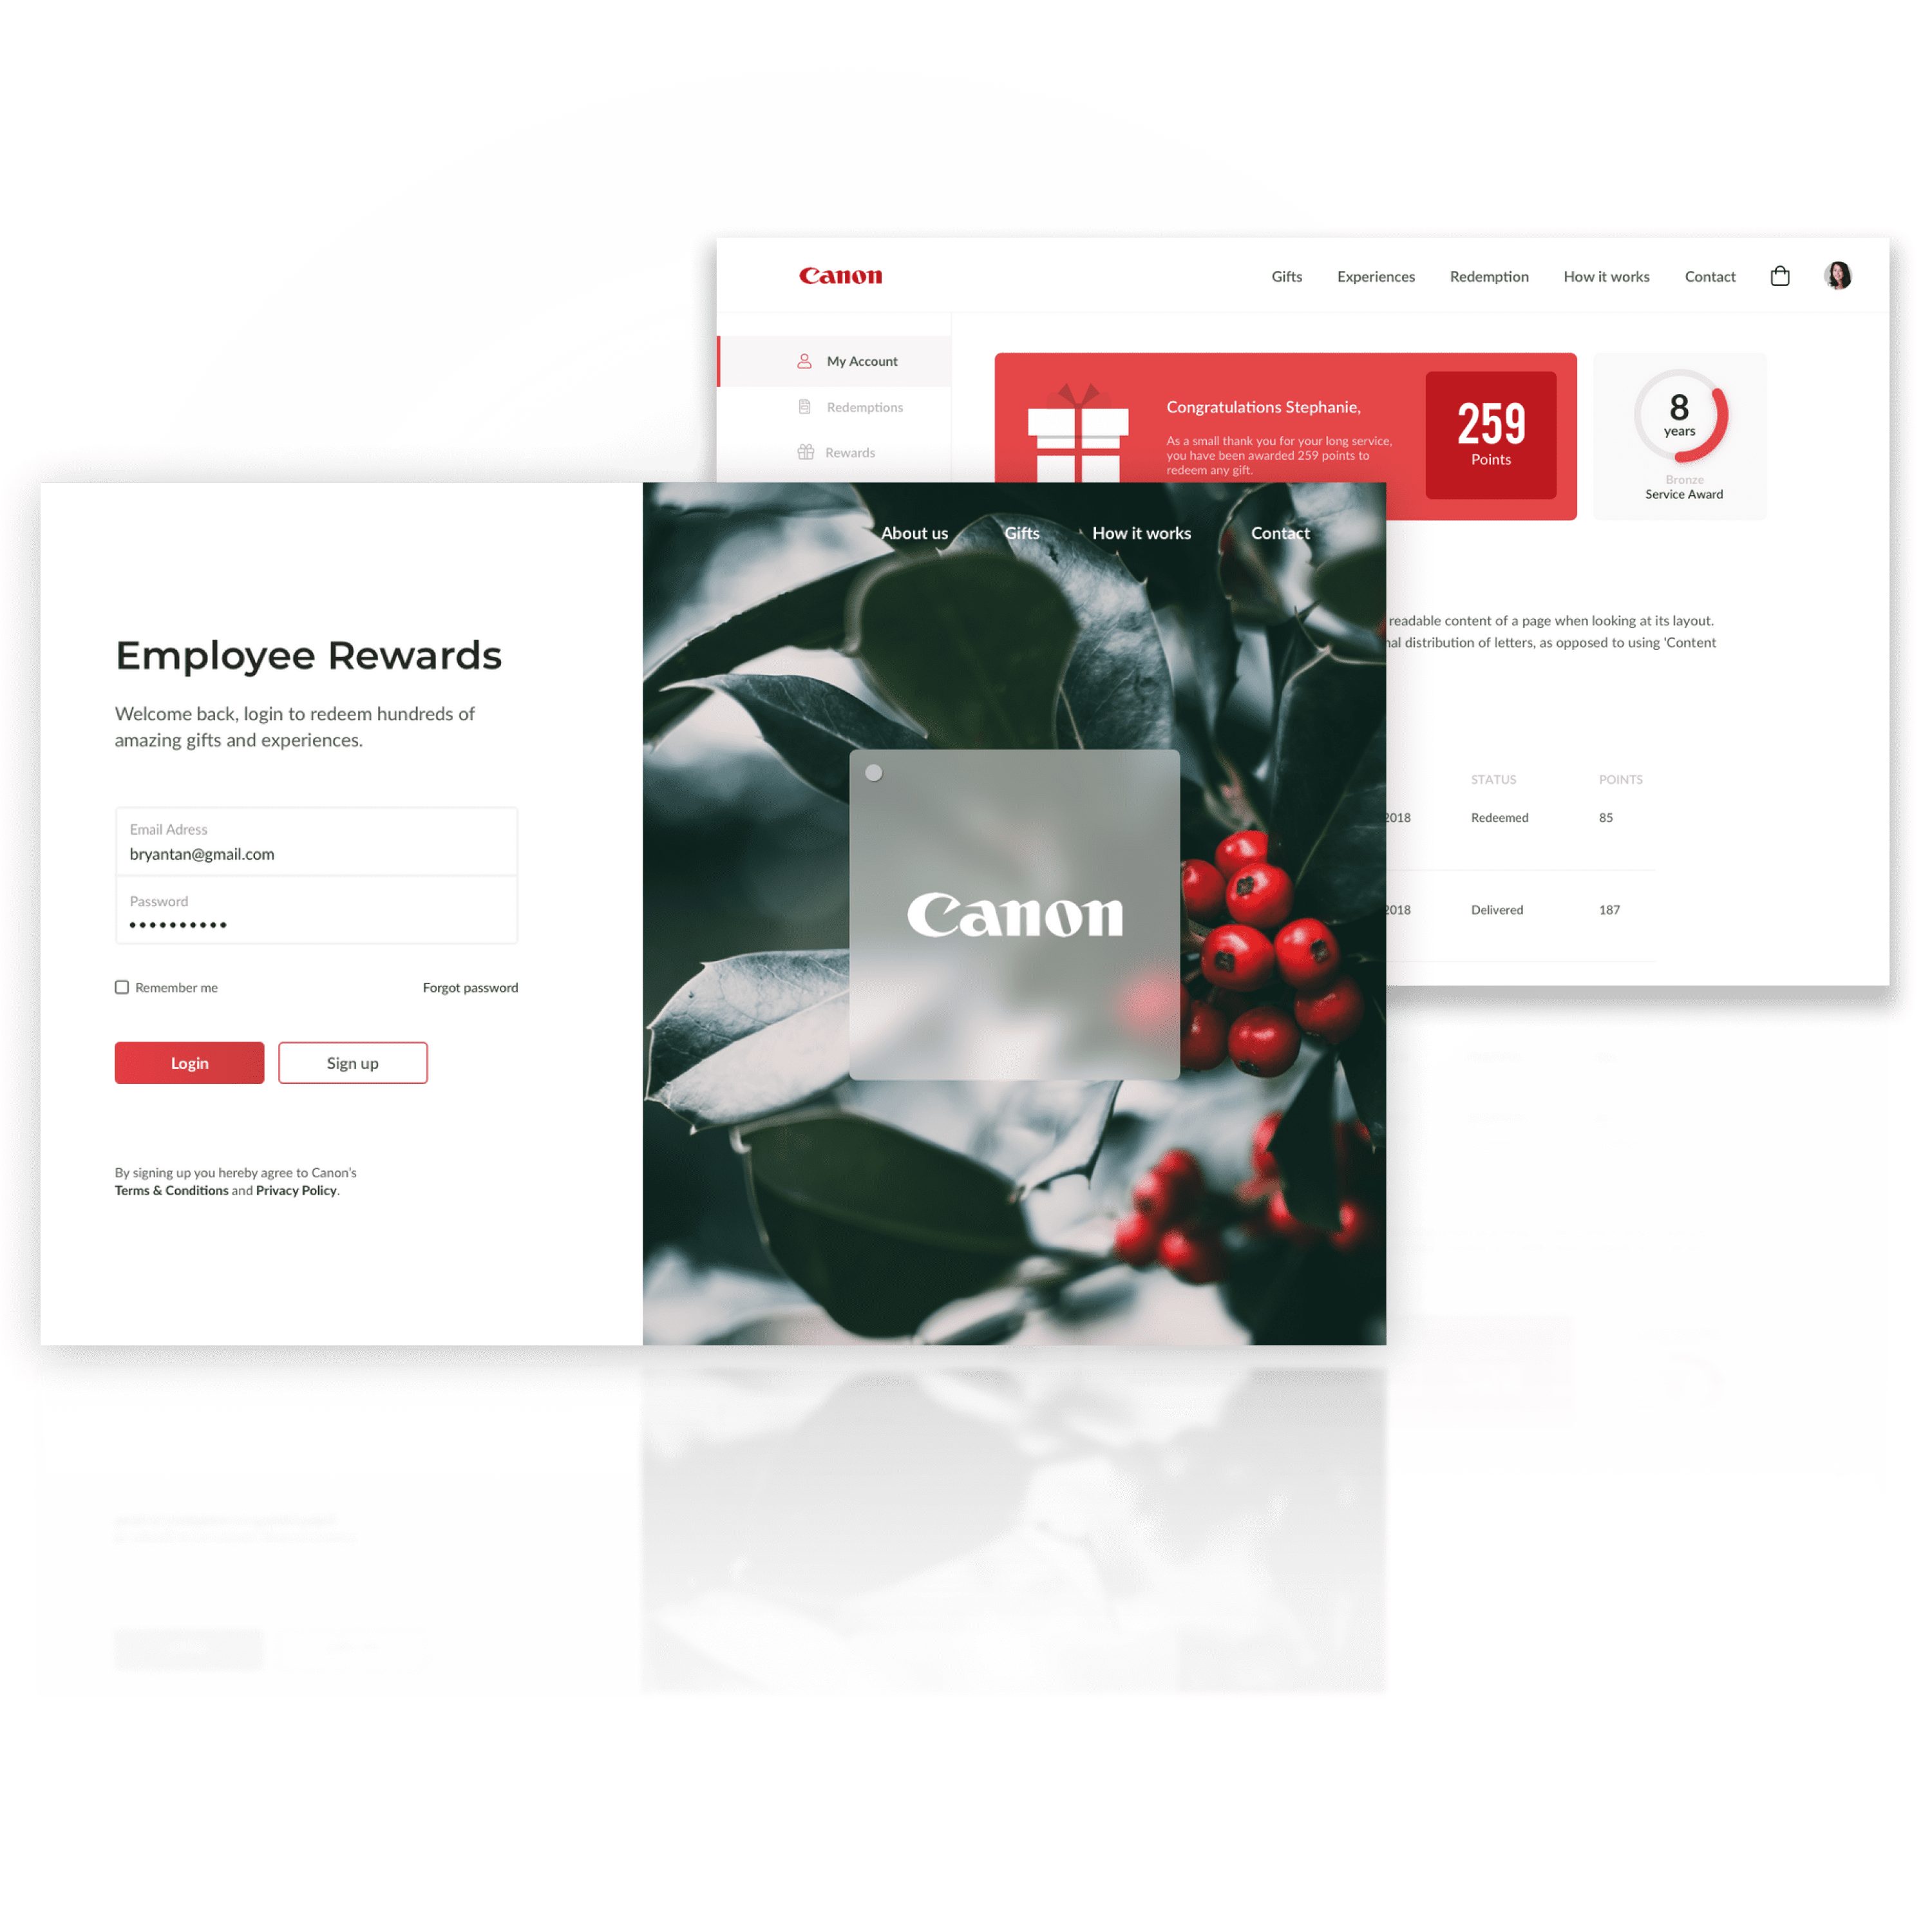 Canon
Gifts
Experiences
Redemption
How it works
Contact
My Account
Redemptions
Rewards
Congratulations Stephanie,
As a small thank you for your long service,
you have been awarded 259 points to
redeem any gift.
259
Points
8
years
Bronze
Service Award
readable content of a page when looking at its layout.
distribution of letters, as opposed to using 'Content
STATUS
POINTS
2018
Redeemed
85
2018
Delivered
187
Employee Rewards
Welcome back, login to redeem hundreds of
amazing gifts and experiences.
Email Adress
bryantan@gmail.com
Password
Remember me
Forgot password
Login
Sign up
By signing up you hereby agree to Canon's
Terms & Conditions and Privacy Policy.
About us
Gifts
How it works
Contact
Canon